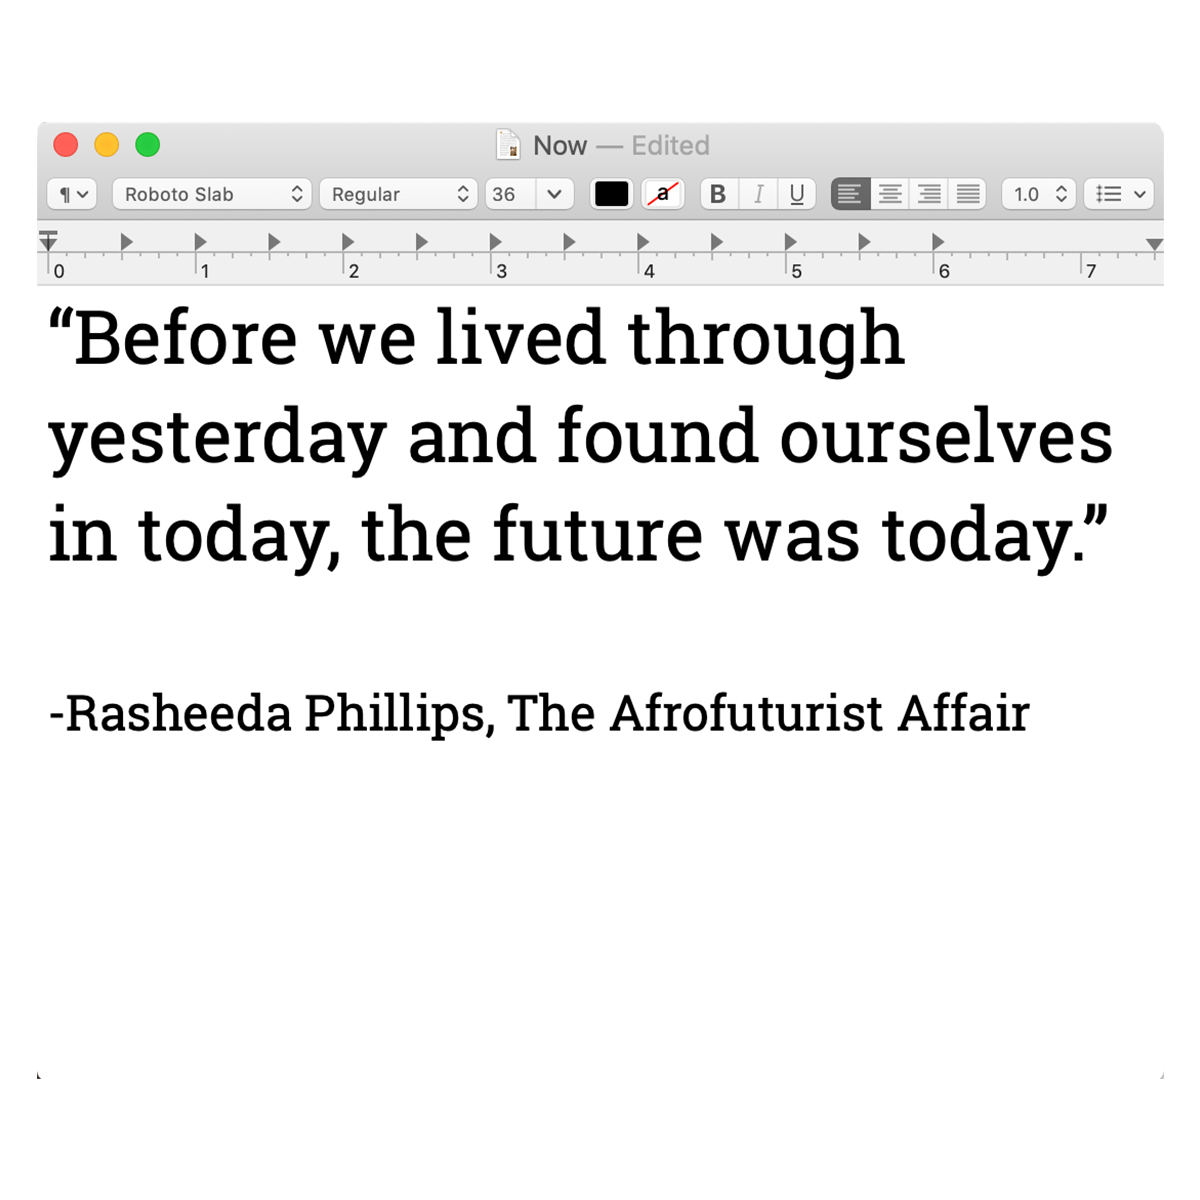 Now — Edited
¶ Roboto Slab Regular 36 a B I U 1.0
0 1 2 3 4 5 6 7
“Before we lived through
yesterday and found ourselves
in today, the future was today.”
-Rasheeda Phillips, The Afrofuturist Affair